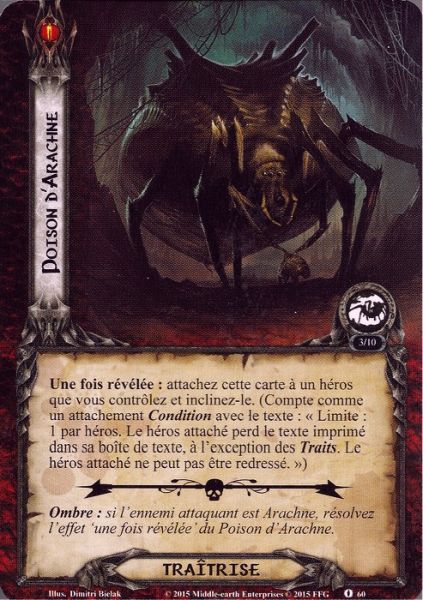 POISON D'ARACHNE
3/10
Une fois révélée : attachez cette carte à un héros
que vous contrôlez et inclinez-le. (Compte comme
un attachement Condition avec le texte : « Limite :
1 par héros. Le héros attaché perd le texte imprimé
dans sa boîte de texte, à l'exception des Traits. Le
héros attaché ne peut pas être redressé. »)
Ombre : si l'ennemi attaquant est Arachne, résolvez
l'effet 'une fois révélée' du Poison d'Arachne.
TRAÎTRISE
Illus. Dimitri Bielak © 2015 Middle-earth Enterprises © 2015 FFG 60